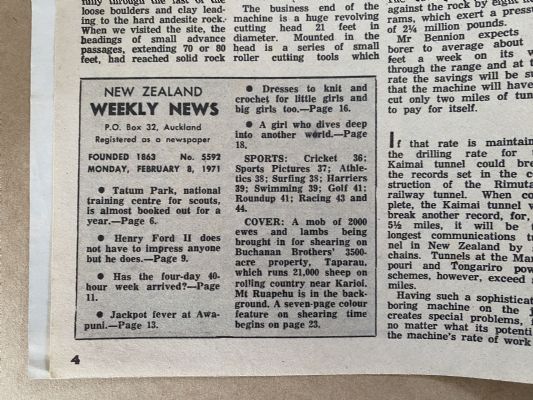 fully through the last of the
loose boulders and clay lead-
ing to the hard andesite rock.
When we visited the site, the
headings of small advance
passages, extending 70 or 80
feet, had reached solid rock
The business end of the
machine is a huge revolving
cutting head 21 feet in
diameter. Mounted in the
head is a series of small
roller cutting tools which
against the rock by eight
rams, which exert a
of 2¼ million pounds.
Mr Bennion expects
borer to average about
feet a week on its
through the range and at
rate the savings will be
that the machine will have
cut only two miles of
to pay for itself.
If that rate is
the drilling rate for
Kaimai tunnel could
the records set in the
struction of the
railway tunnel. When
plete, the Kaimai tunnel
break another record, for,
5½ miles, it will be
longest communications
nel in New Zealand by
chains. Tunnels at the
pouri and Tongariro
schemes, however, exceed
miles.
Having such a
boring machine on the
creates special problems,
no matter what its
the machine's rate of work
NEW ZEALAND
WEEKLY NEWS
P.O. Box 32, Auckland
Registered as a newspaper
FOUNDED 1863 No. 5592
MONDAY, FEBRUARY 8, 1971
• Tatum Park, national
training centre for scouts,
is almost booked out for a
year.—Page 6.
• Henry Ford II does
not have to impress anyone
but he does.—Page 9.
• Has the four-day 40-
hour week arrived?—Page
11.
• Jackpot fever at Awa-
puni.—Page 13.
• Dresses to knit and
crochet for little girls and
big girls too.—Page 16.
• A girl who dives deep
into another world.—Page
18.
SPORTS: Cricket 36;
Sports Pictures 37; Athle-
tics 38; Surfing 38; Harriers
39; Swimming 39; Golf 41;
Roundup 41; Racing 43 and
44.
COVER: A mob of 2000
ewes and lambs being
brought in for shearing on
Buchanan Brothers' 3500-
acre property, Taparau,
which runs 21,000 sheep on
rolling country near Karioi.
Mt Ruapehu is in the back-
ground. A seven-page colour
feature on shearing time
begins on page 23.
4